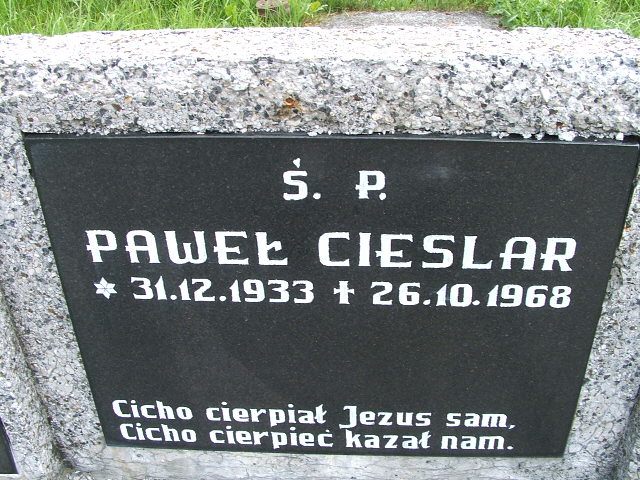 Ś. P.
PAWEŁ CIESLAR
* 31.12.1933 ✝ 26.10.1968
Cicho cierpiał Jezus sam,
Cicho cierpieć kazał nam.